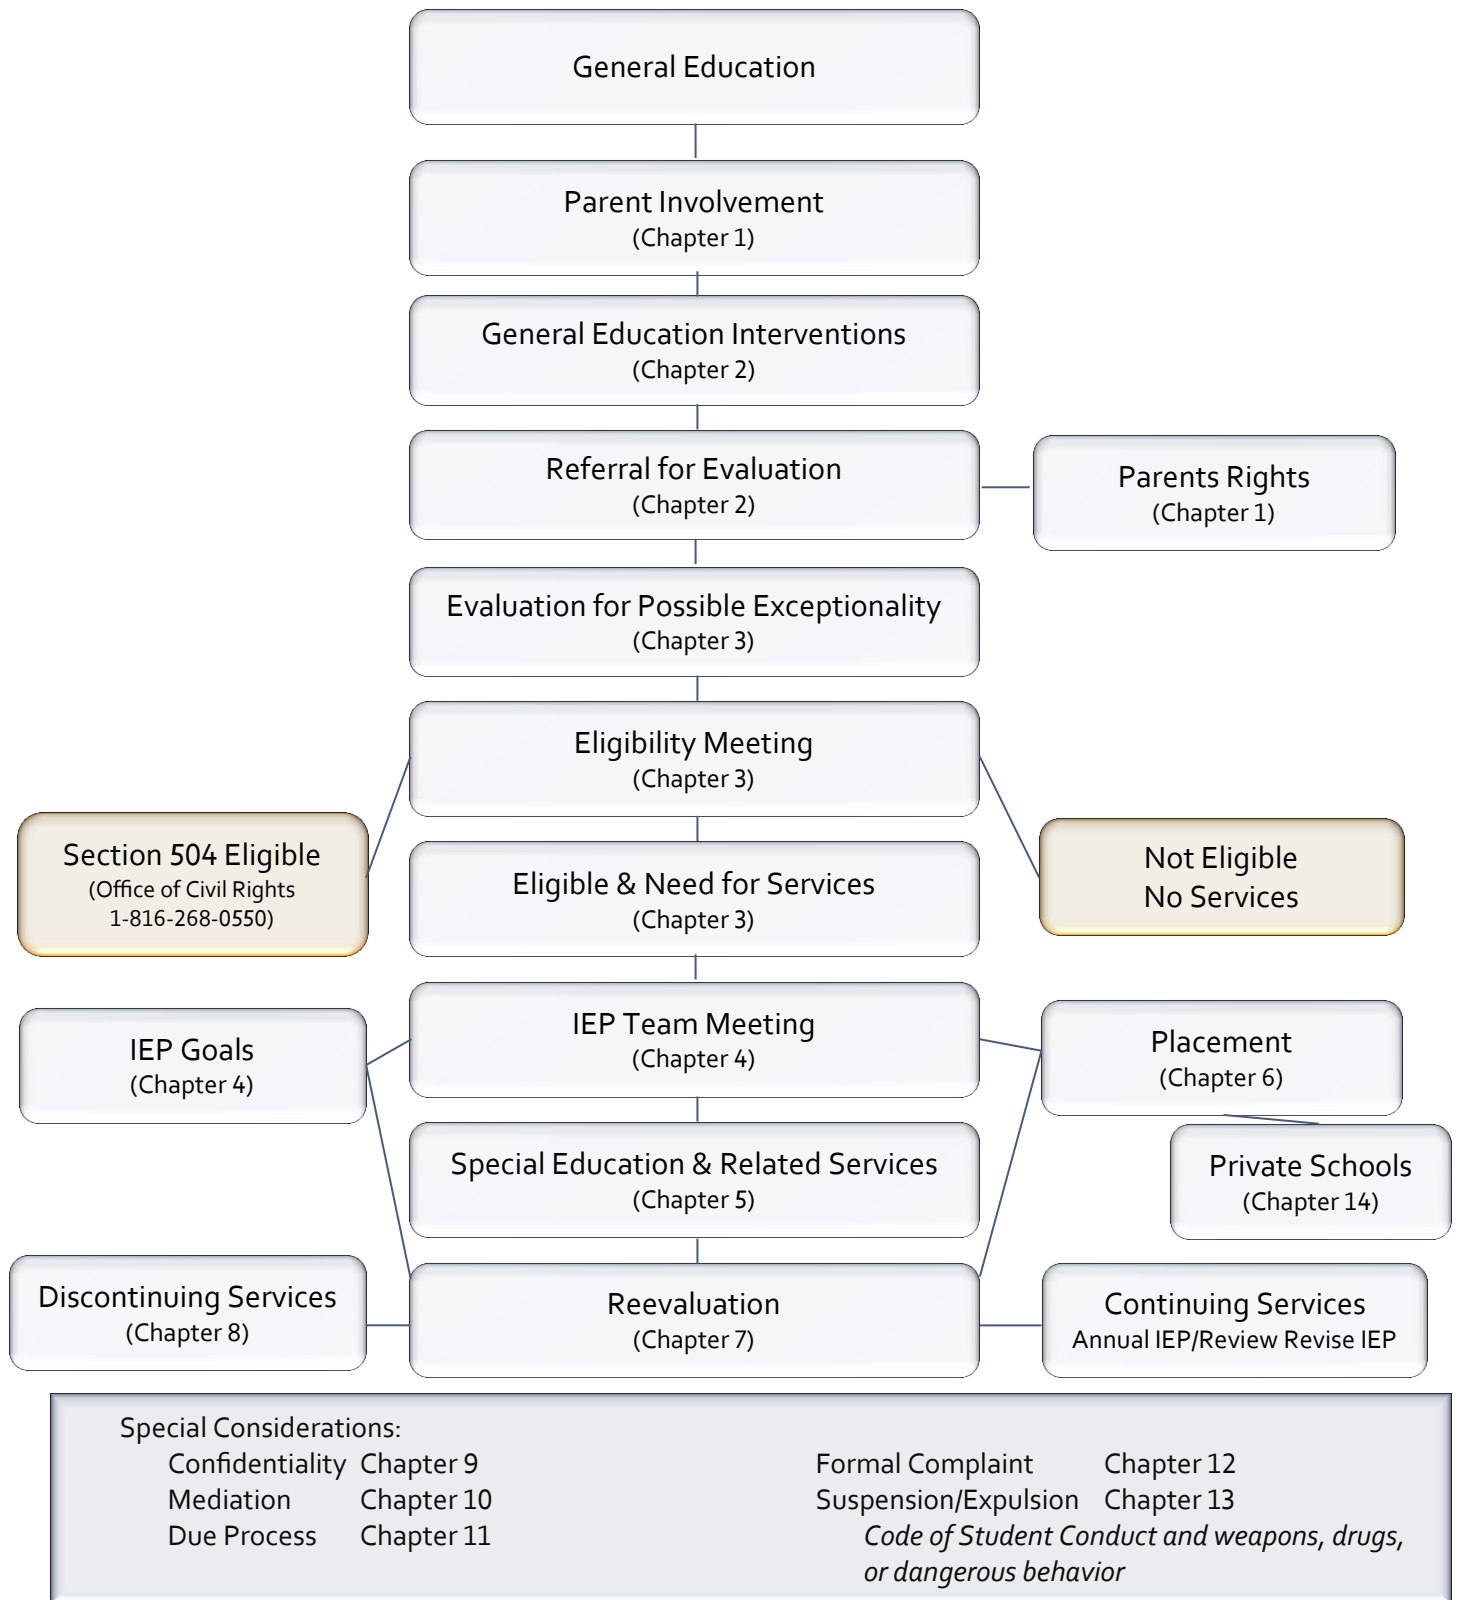 General Education
Parent Involvement
(Chapter 1)
General Education Interventions
(Chapter 2)
Referral for Evaluation
(Chapter 2)
Parents Rights
(Chapter 1)
Evaluation for Possible Exceptionality
(Chapter 3)
Eligibility Meeting
(Chapter 3)
Section 504 Eligible
(Office of Civil Rights
1-816-268-0550)
Eligible & Need for Services
(Chapter 3)
Not Eligible
No Services
IEP Goals
(Chapter 4)
IEP Team Meeting
(Chapter 4)
Placement
(Chapter 6)
Special Education & Related Services
(Chapter 5)
Private Schools
(Chapter 14)
Discontinuing Services
(Chapter 8)
Reevaluation
(Chapter 7)
Continuing Services
Annual IEP/Review Revise IEP
Special Considerations:
Confidentiality Chapter 9
Mediation Chapter 10
Due Process Chapter 11
Formal Complaint Chapter 12
Suspension/Expulsion Chapter 13
Code of Student Conduct and weapons, drugs,
or dangerous behavior